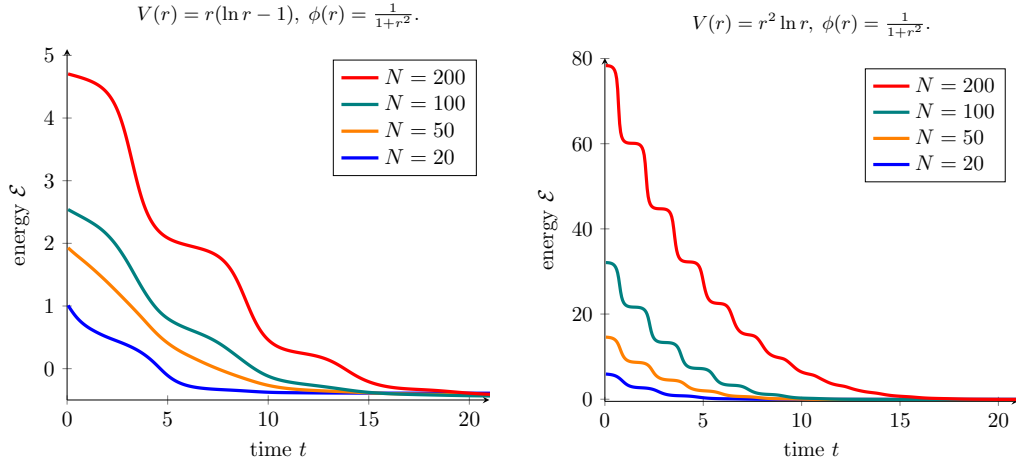 V(r) = r(ln r − 1), φ(r) = 1/(1+r²).
5
4
3
2
1
0
0
5
10
15
20
energy ℰ
time t
N = 200
N = 100
N = 50
N = 20
V(r) = r² ln r, φ(r) = 1/(1+r²).
80
60
40
20
0
0
5
10
15
20
energy ℰ
time t
N = 200
N = 100
N = 50
N = 20